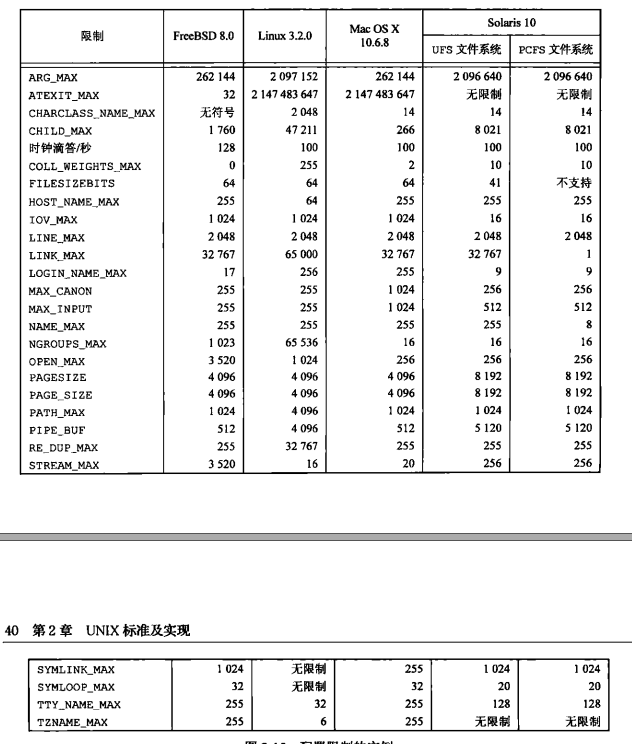 限制 FreeBSD 8.0 Linux 3.2.0 Mac OS X 10.6.8 Solaris 10
UFS 文件系统 PCFS 文件系统
ARG_MAX 262 144 2 097 152 262 144 2 096 640 2 096 640
ATEXIT_MAX 32 2 147 483 647 2 147 483 647 无限制 无限制
CHARCLASS_NAME_MAX 无符号 2 048 14 14 14
CHILD_MAX 1 760 47 211 266 8 021 8 021
时钟滴答/秒 128 100 100 100 100
COLL_WEIGHTS_MAX 0 255 2 10 10
FILESIZEBITS 64 64 64 41 不支持
HOST_NAME_MAX 255 64 255 255 255
IOV_MAX 1 024 1 024 1 024 16 16
LINE_MAX 2 048 2 048 2 048 2 048 2 048
LINK_MAX 32 767 65 000 32 767 32 767 1
LOGIN_NAME_MAX 17 256 255 9 9
MAX_CANON 255 255 1 024 256 256
MAX_INPUT 255 255 1 024 512 512
NAME_MAX 255 255 255 255 8
NGROUPS_MAX 1 023 65 536 16 16 16
OPEN_MAX 3 520 1 024 256 256 256
PAGESIZE 4 096 4 096 4 096 8 192 8 192
PAGE_SIZE 4 096 4 096 4 096 8 192 8 192
PATH_MAX 1 024 4 096 1 024 1 024 1 024
PIPE_BUF 512 4 096 512 5 120 5 120
RE_DUP_MAX 255 32 767 255 255 255
STREAM_MAX 3 520 16 20 256 256
40 第 2 章 UNIX 标准及实现
SYMLINK_MAX 1 024 无限制 255 1 024 1 024
SYMLOOP_MAX 32 无限制 32 20 20
TTY_NAME_MAX 255 32 255 128 128
TZNAME_MAX 255 6 255 无限制 无限制